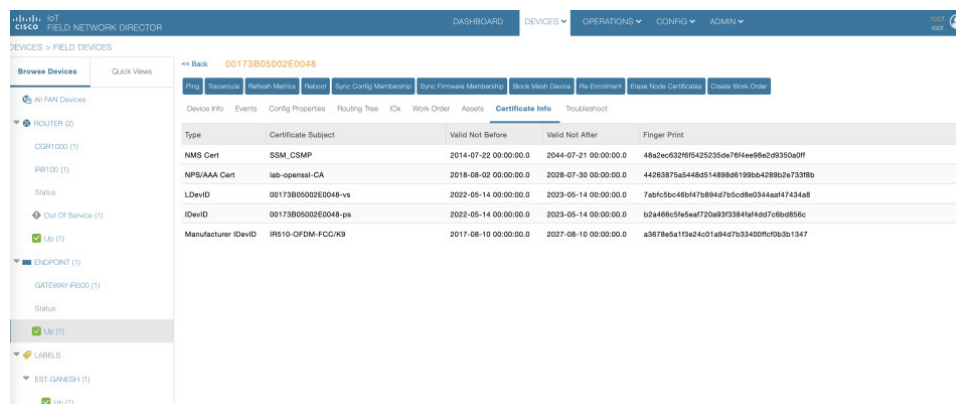 cisco IoT
FIELD NETWORK DIRECTOR
DASHBOARD DEVICES OPERATIONS CONFIG ADMIN
root
root
DEVICES > FIELD DEVICES
Browse Devices Quick Views
All FAN Devices
ROUTER (2)
CGR1000 (1)
IR8100 (1)
Status
Out Of Service (1)
Up (1)
ENDPOINT (1)
GATEWAY-IR500 (1)
Status
Up (1)
LABELS
EST-GANESH (1)
Up (1)
<< Back 00173B05002E0048
Ping Traceroute Refresh Metrics Reboot Sync Config Membership Sync Firmware Membership Block Mesh Device Re-Enrollment Erase Node Certificates Create Work Order
Device Info Events Config Properties Routing Tree IOx Work Order Assets Certificate Info Troubleshoot
Type Certificate Subject Valid Not Before Valid Not After Finger Print
NMS Cert SSM_CSMP 2014-07-22 00:00:00.0 2044-07-21 00:00:00.0 48a2ec632f6f5425235de76f4ee98e2d9350a0ff
NPS/AAA Cert lab-openssl-CA 2018-08-02 00:00:00.0 2028-07-30 00:00:00.0 44263875a5448d514898d6199bb4289b2e733f8b
LDevID 00173B05002E0048-vs 2022-05-14 00:00:00.0 2023-05-14 00:00:00.0 7abfc5bc46bf47b894d7b5cd8e0344aaf47434a8
IDevID 00173B05002E0048-ps 2022-05-14 00:00:00.0 2023-05-14 00:00:00.0 b2a466c5fe5eaf720a93f3384faf4dd7c6bd856c
Manufacturer IDevID IR510-OFDM-FCC/K9 2017-08-10 00:00:00.0 2027-08-10 00:00:00.0 a3678e5a1f3a24c01a94d7b33400ffcf0b3b1347